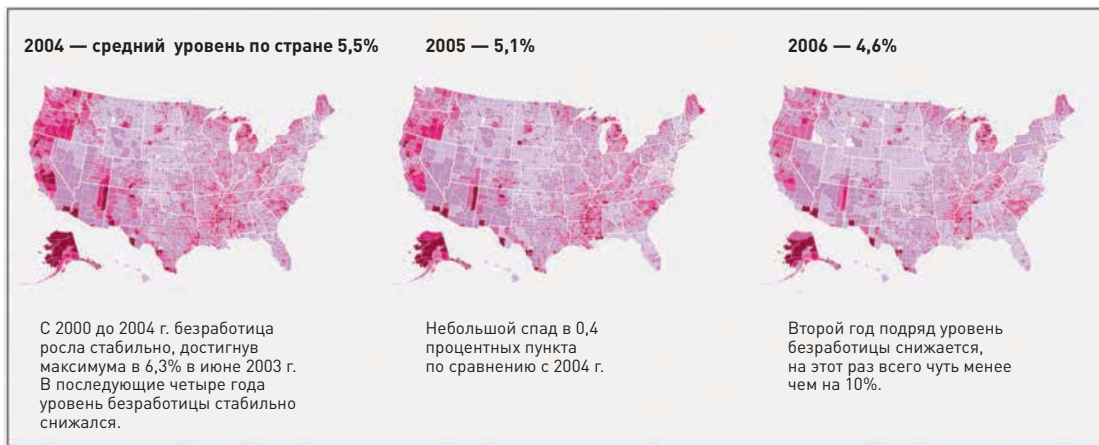 2004 — средний уровень по стране 5,5%
С 2000 до 2004 г. безработица
росла стабильно, достигнув
максимума в 6,3% в июне 2003 г.
В последующие четыре года
уровень безработицы стабильно
снижался.
2005 — 5,1%
Небольшой спад в 0,4
процентных пункта
по сравнению с 2004 г.
2006 — 4,6%
Второй год подряд уровень
безработицы снижается,
на этот раз всего чуть менее
чем на 10%.